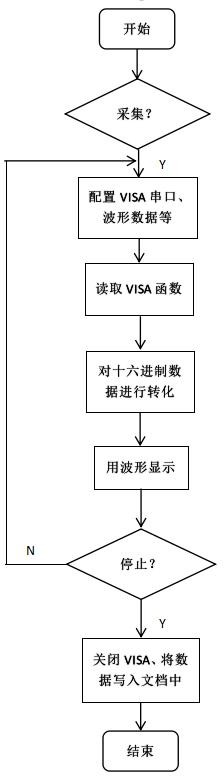 开始
采集？
Y
配置 VISA 串口、
波形数据等
读取 VISA 函数
对十六进制数
据进行转化
用波形显示
N
停止？
Y
关闭 VISA、将数
据写入文档中
结束